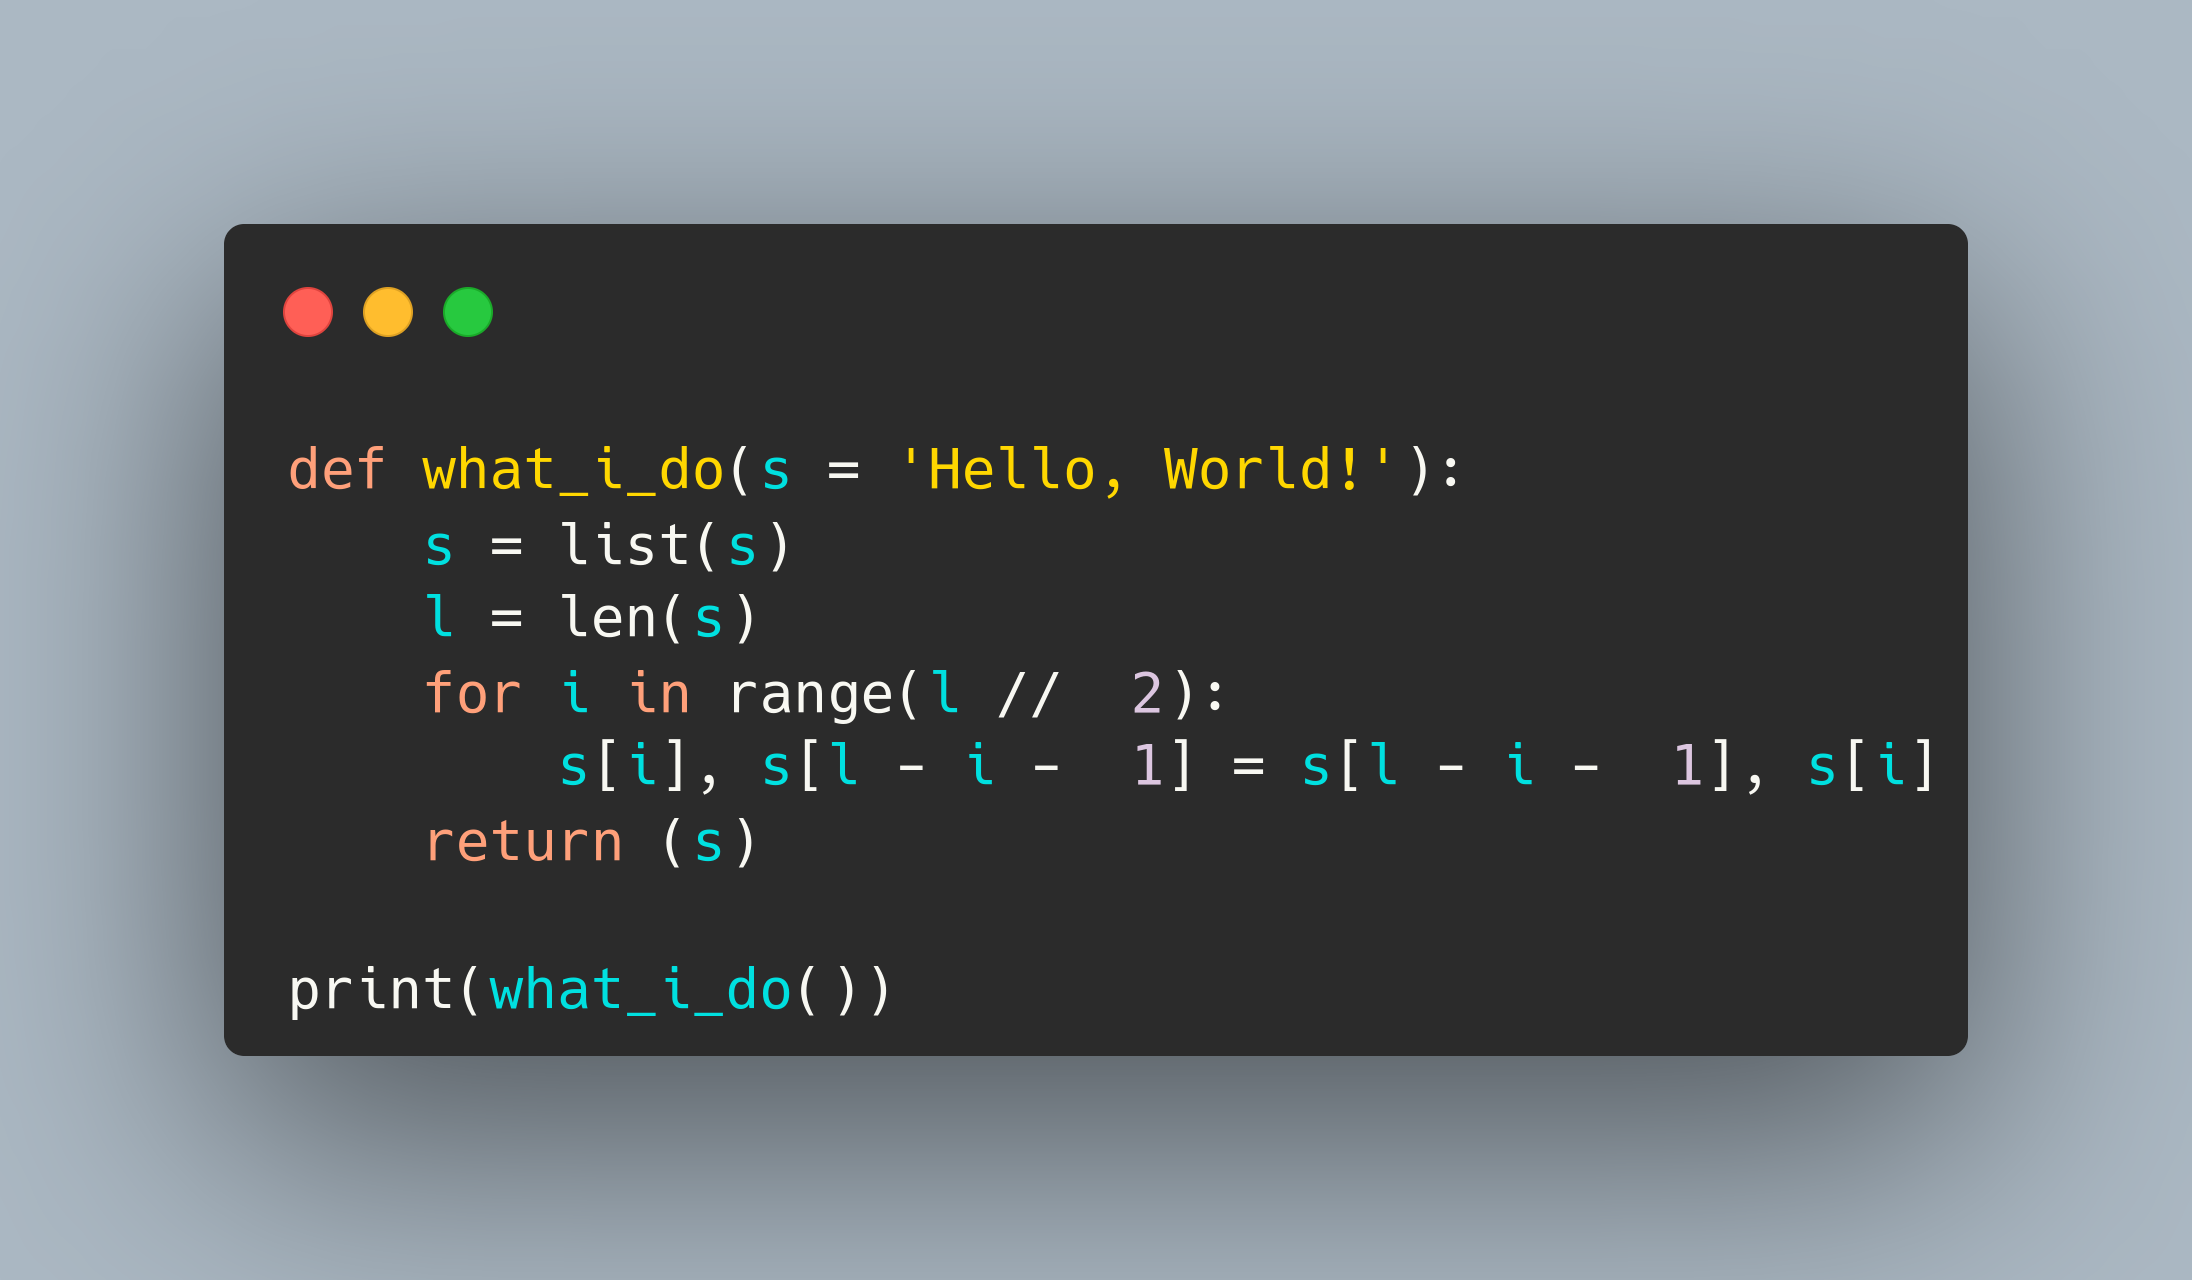 def what_i_do(s = 'Hello, World!'):
    s = list(s)
    l = len(s)
    for i in range(l //  2):
        s[i], s[l - i -  1] = s[l - i -  1], s[i]
    return (s)

print(what_i_do())